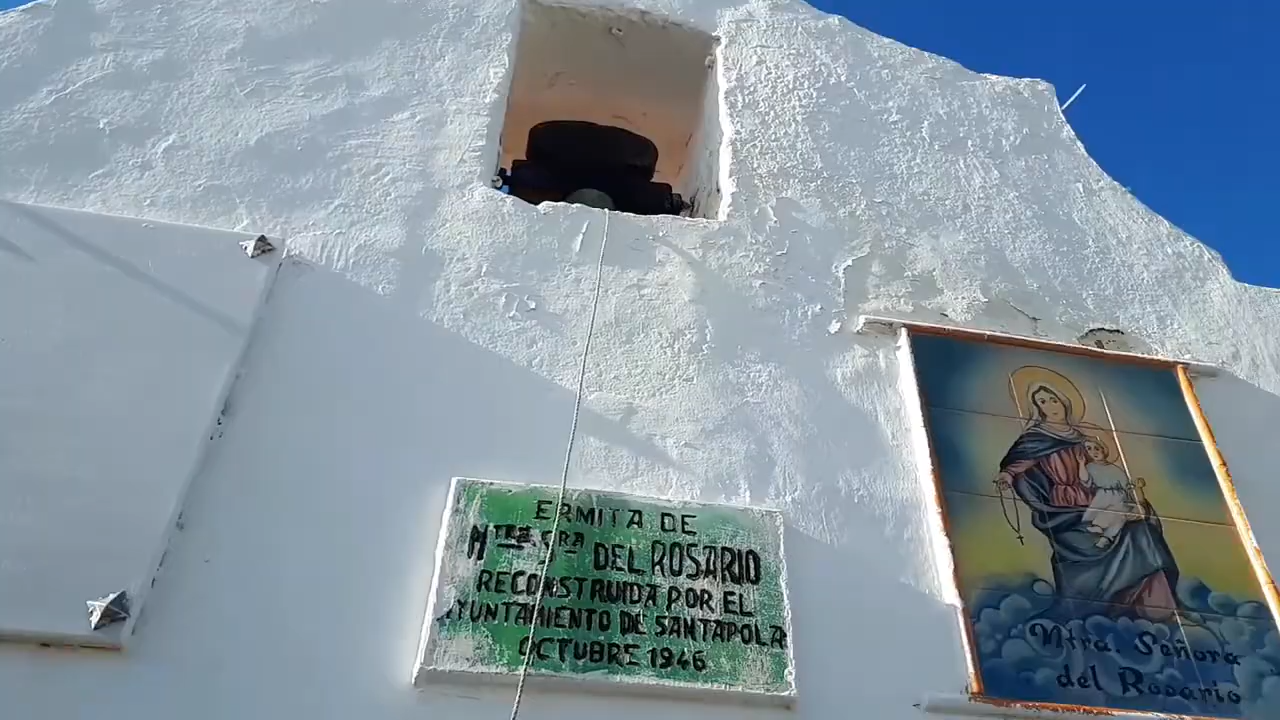 ERMITA DE
Ntra. Sra DEL ROSARIO
RECONSTRUIDA POR EL
AYUNTAMIENTO DE SANTAPOLA
OCTUBRE 1946
Ntra. Señora
del Rosario